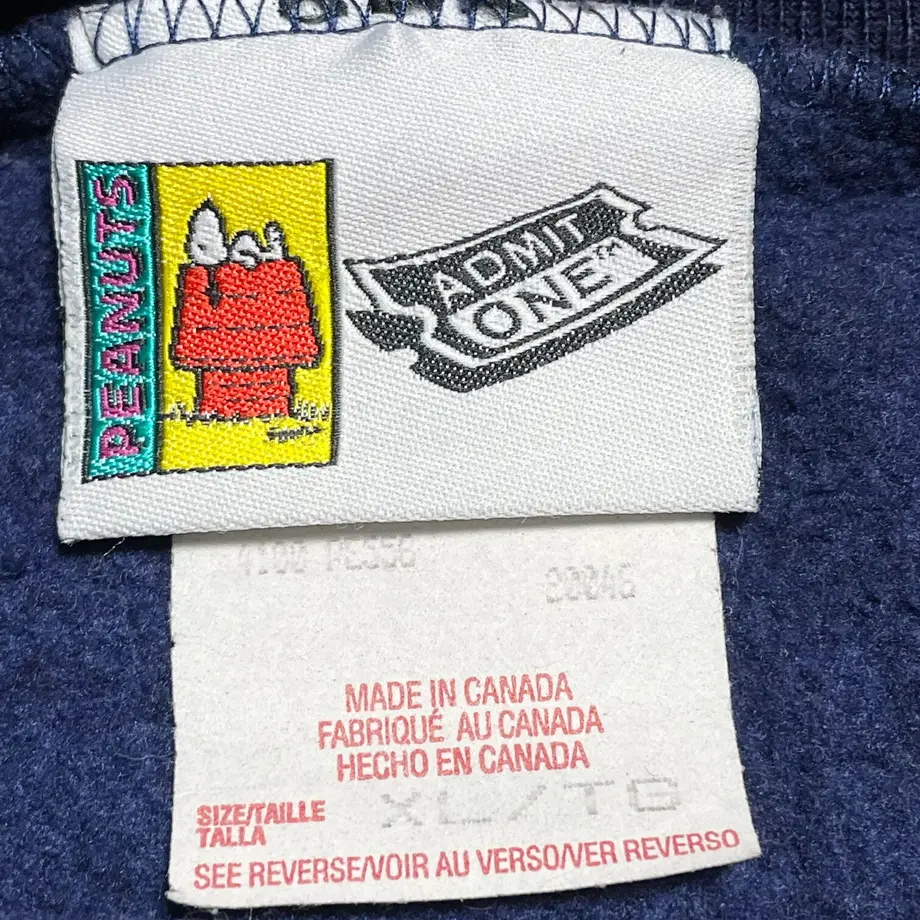 PEANUTS
ADMIT
ONE™
MADE IN CANADA
FABRIQUÉ AU CANADA
HECHO EN CANADA
SIZE/TAILLE
TALLA
XL/TG
SEE REVERSE/VOIR AU VERSO/VER REVERSO